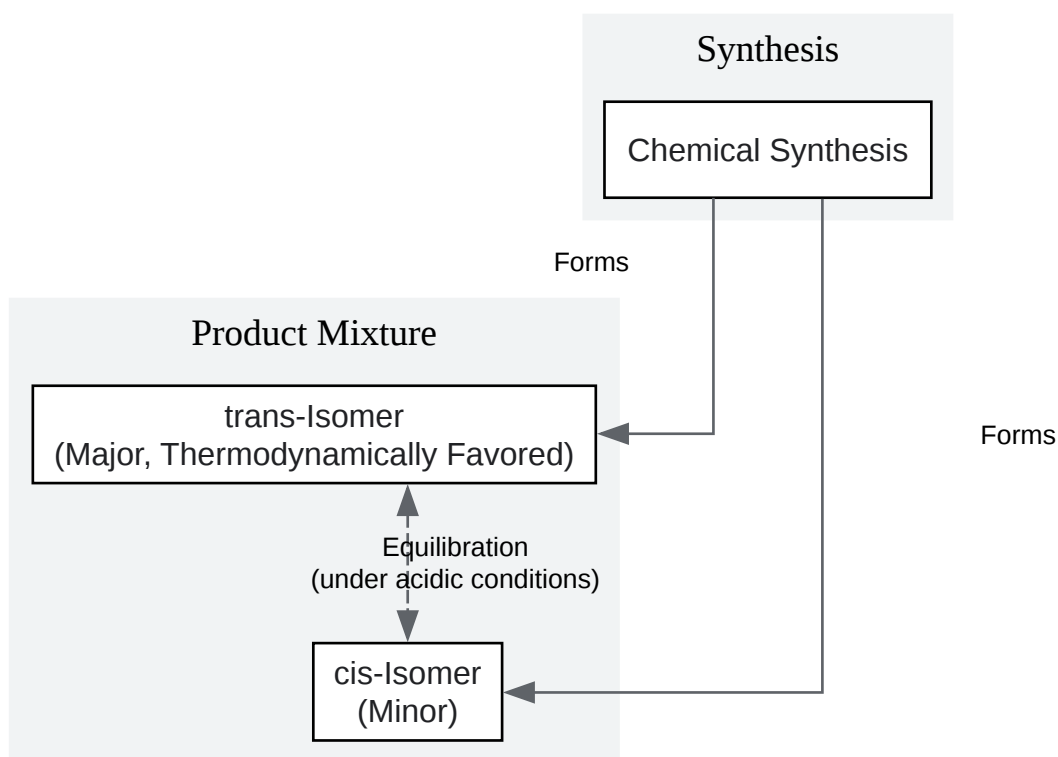 Synthesis
Chemical Synthesis
Forms
Product Mixture
trans-Isomer
(Major, Thermodynamically Favored)
Forms
Equilibration
(under acidic conditions)
cis-Isomer
(Minor)